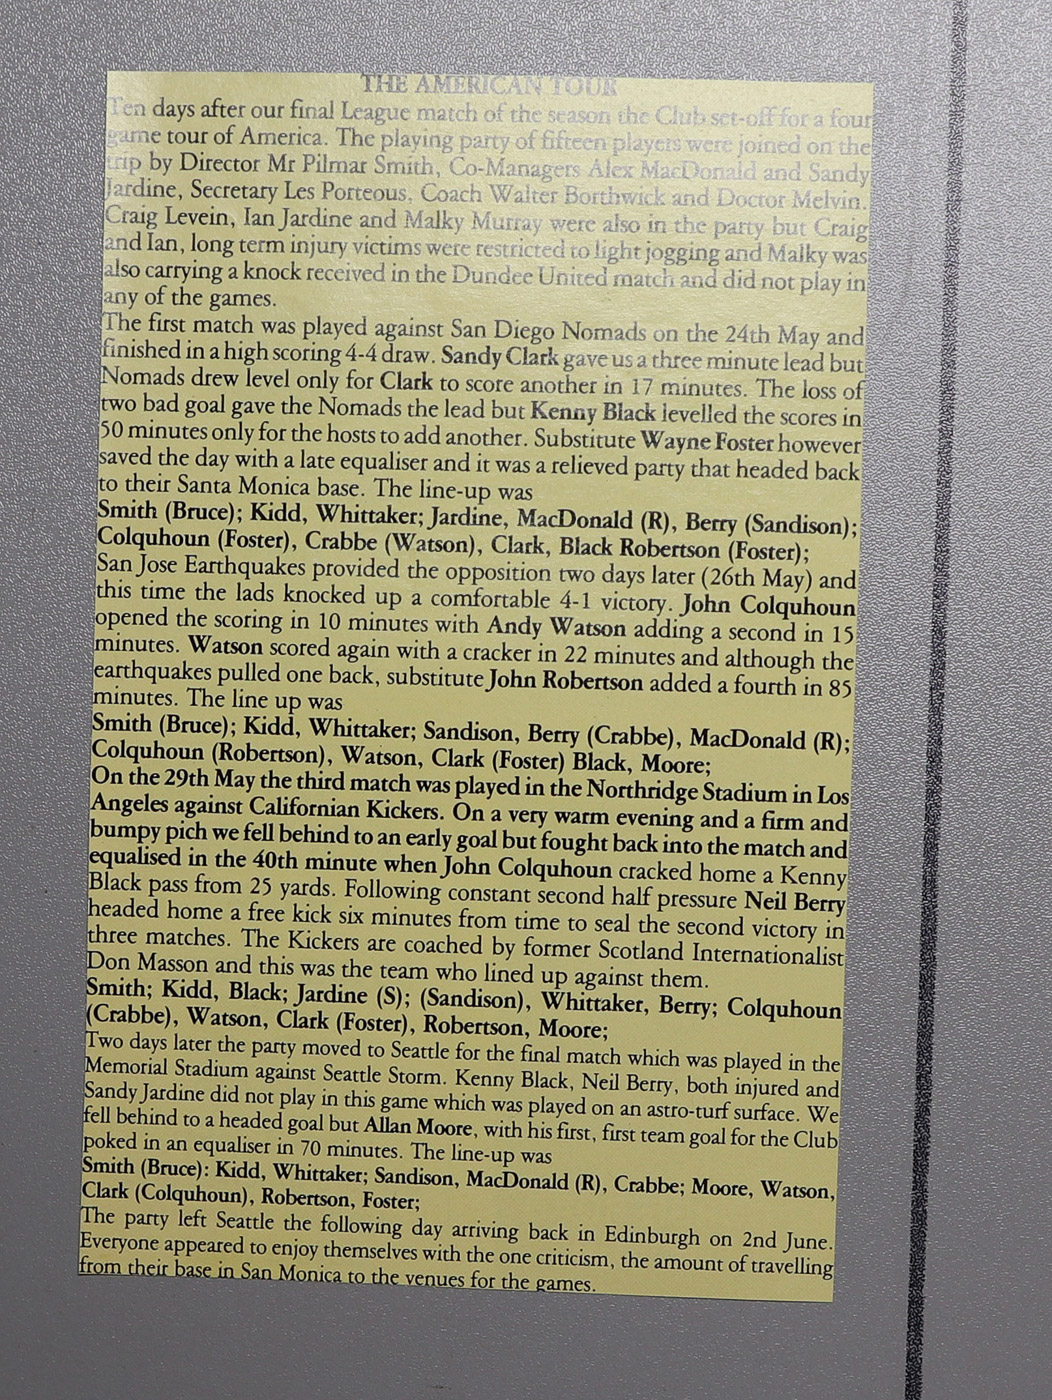 THE AMERICAN TOUR
Ten days after our final League match of the season the Club set-off for a four
game tour of America. The playing party of fifteen players were joined on the
trip by Director Mr Pilmar Smith, Co-Managers Alex MacDonald and Sandy
Jardine, Secretary Les Porteous, Coach Walter Borthwick and Doctor Melvin.
Craig Levein, Ian Jardine and Malky Murray were also in the party but Craig
and Ian, long term injury victims were restricted to light jogging and Malky was
also carrying a knock received in the Dundee United match and did not play in
any of the games.
The first match was played against San Diego Nomads on the 24th May and
finished in a high scoring 4-4 draw. Sandy Clark gave us a three minute lead but
Nomads drew level only for Clark to score another in 17 minutes. The loss of
two bad goal gave the Nomads the lead but Kenny Black levelled the scores in
50 minutes only for the hosts to add another. Substitute Wayne Foster however
saved the day with a late equaliser and it was a relieved party that headed back
to their Santa Monica base. The line-up was
Smith (Bruce); Kidd, Whittaker; Jardine, MacDonald (R), Berry (Sandison);
Colquhoun (Foster), Crabbe (Watson), Clark, Black Robertson (Foster);
San Jose Earthquakes provided the opposition two days later (26th May) and
this time the lads knocked up a comfortable 4-1 victory. John Colquhoun
opened the scoring in 10 minutes with Andy Watson adding a second in 15
minutes. Watson scored again with a cracker in 22 minutes and although the
earthquakes pulled one back, substitute John Robertson added a fourth in 85
minutes. The line up was
Smith (Bruce); Kidd, Whittaker; Sandison, Berry (Crabbe), MacDonald (R);
Colquhoun (Robertson), Watson, Clark (Foster) Black, Moore;
On the 29th May the third match was played in the Northridge Stadium in Los
Angeles against Californian Kickers. On a very warm evening and a firm and
bumpy pich we fell behind to an early goal but fought back into the match and
equalised in the 40th minute when John Colquhoun cracked home a Kenny
Black pass from 25 yards. Following constant second half pressure Neil Berry
headed home a free kick six minutes from time to seal the second victory in
three matches. The Kickers are coached by former Scotland Internationalist
Don Masson and this was the team who lined up against them.
Smith; Kidd, Black; Jardine (S); (Sandison), Whittaker, Berry; Colquhoun
(Crabbe), Watson, Clark (Foster), Robertson, Moore;
Two days later the party moved to Seattle for the final match which was played in the
Memorial Stadium against Seattle Storm. Kenny Black, Neil Berry, both injured and
Sandy Jardine did not play in this game which was played on an astro-turf surface. We
fell behind to a headed goal but Allan Moore, with his first, first team goal for the Club
poked in an equaliser in 70 minutes. The line-up was
Smith (Bruce): Kidd, Whittaker; Sandison, MacDonald (R), Crabbe; Moore, Watson,
Clark (Colquhoun), Robertson, Foster;
The party left Seattle the following day arriving back in Edinburgh on 2nd June.
Everyone appeared to enjoy themselves with the one criticism, the amount of travelling
from their base in San Monica to the venues for the games.